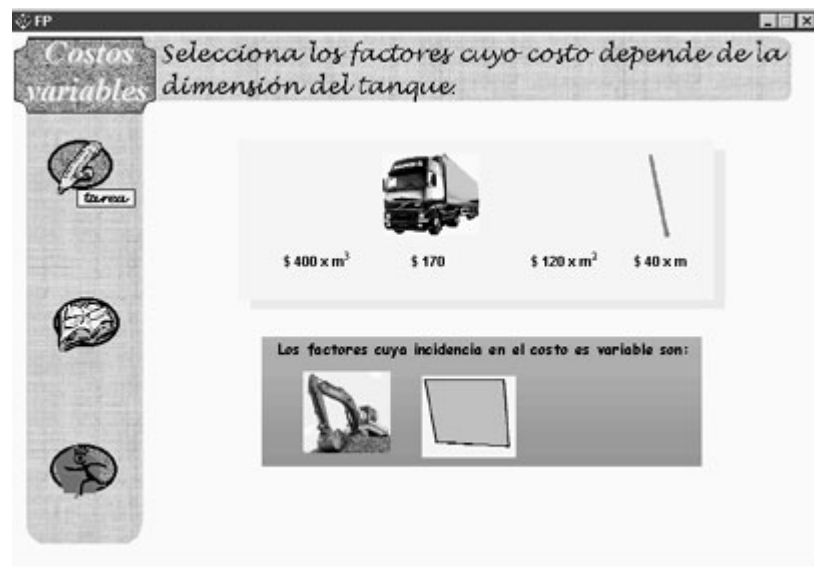 FP
Costos
variables
Selecciona los factores cuyo costo depende de la
dimensión del tanque.
tarea
$ 400 x m³ $ 170 $ 120 x m² $ 40 x m
Los factores cuya incidencia en el costo es variable son: